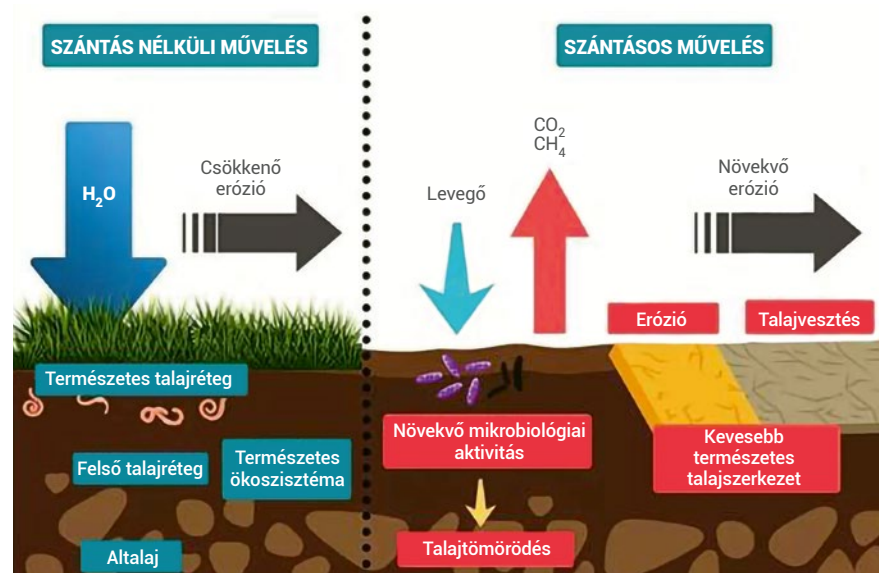 SZÁNTÁS NÉLKÜLI MŰVELÉS
H₂O
Csökkenő
erózió
Természetes talajréteg
Felső talajréteg
Természetes
ökoszisztéma
Altalaj
SZÁNTÁSOS MŰVELÉS
Levegő
CO₂
CH₄
Növekvő
erózió
Erózió
Talajvesztés
Növekvő mikrobiológiai
aktivitás
Kevesebb
természetes
talajszerkezet
Talajtömörödés